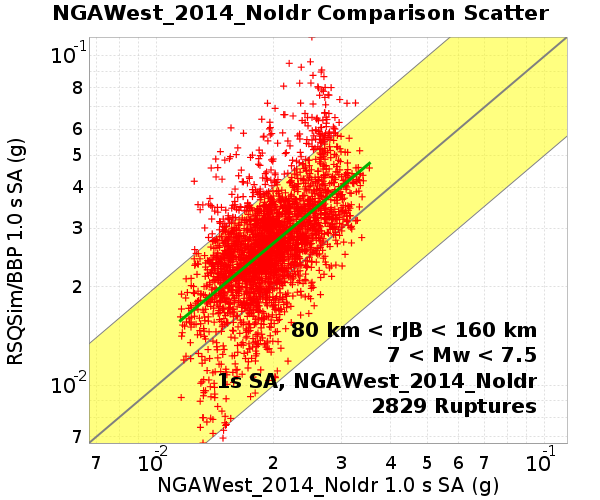 NGAWest_2014_NoIdr Comparison Scatter
RSQSim/BBP 1.0 s SA (g)
10-1
8
6
5
4
3
2
10-2
7
80 km < rJB < 160 km
7 < Mw < 7.5
1s SA, NGAWest_2014_NoIdr
2829 Ruptures
7 10-2 2 3 4 5 6 7 10-1
NGAWest_2014_NoIdr 1.0 s SA (g)